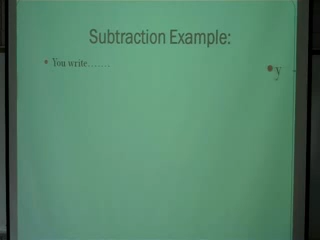 Subtraction Example:
• You write.......
• y